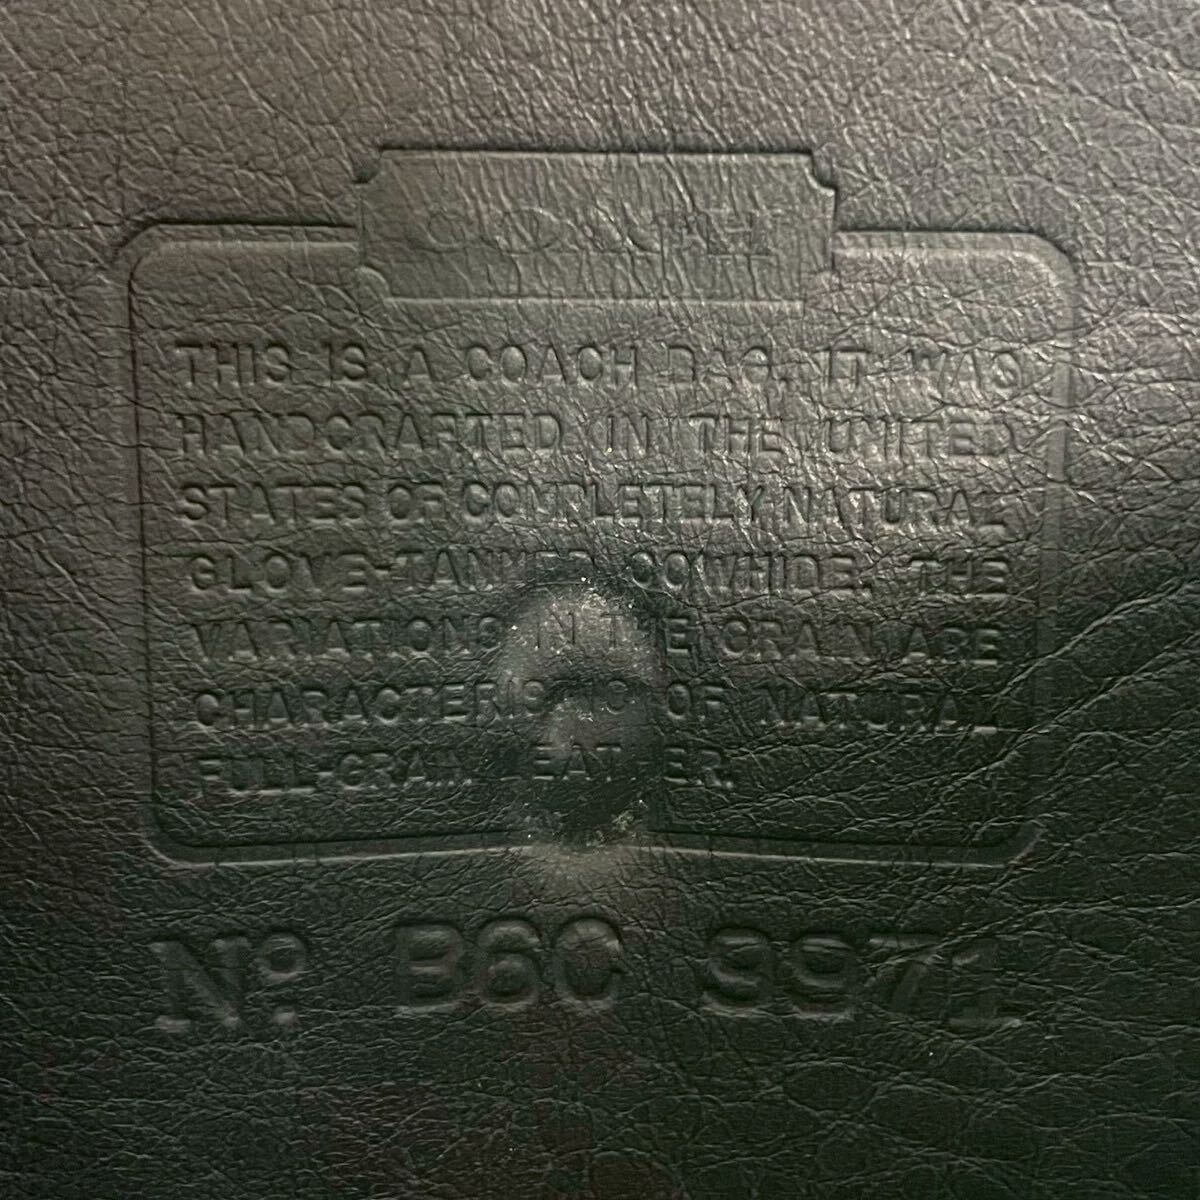 COACH
THIS IS A COACH BAG. IT WAS
HANDCRAFTED IN THE UNITED
STATES OF COMPLETELY NATURAL
GLOVE-TANNED COWHIDE. THE
VARIATIONS IN THE GRAIN ARE
CHARACTERISTIC OF NATURAL
FULL-GRAIN LEATHER.
Nº B6C 9971